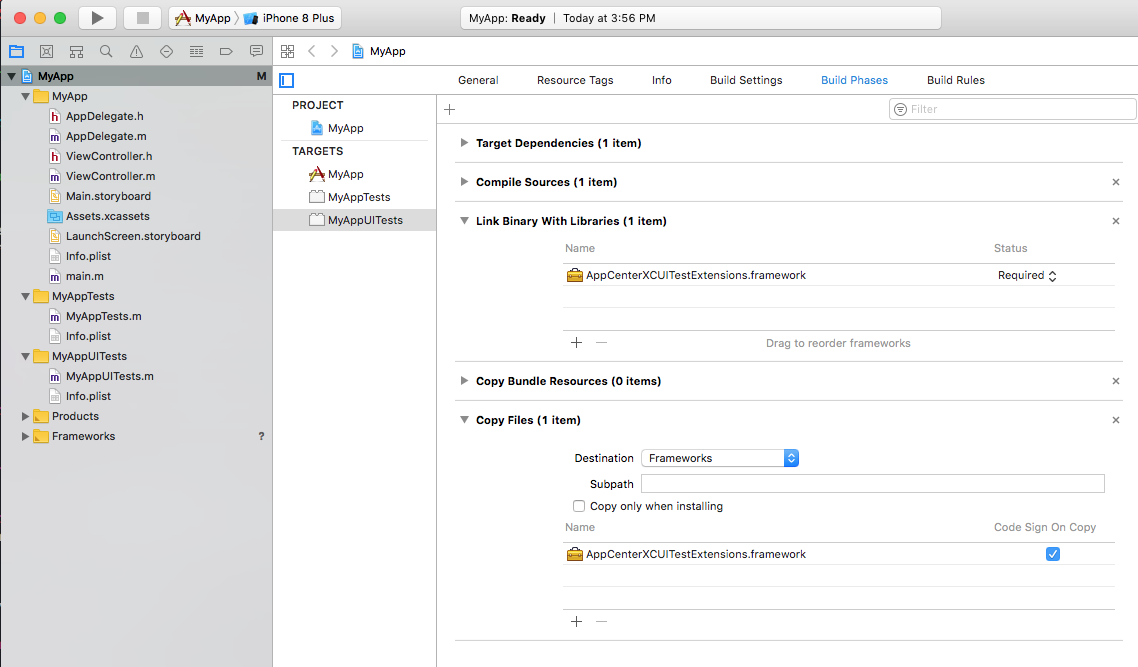 MyApp iPhone 8 Plus MyApp: Ready | Today at 3:56 PM
MyApp
MyApp M
MyApp
h AppDelegate.h
m AppDelegate.m
h ViewController.h
m ViewController.m
Main.storyboard
Assets.xcassets
LaunchScreen.storyboard
Info.plist
m main.m
MyAppTests
m MyAppTests.m
Info.plist
MyAppUITests
m MyAppUITests.m
Info.plist
Products
Frameworks ?
General Resource Tags Info Build Settings Build Phases Build Rules
PROJECT
MyApp
TARGETS
MyApp
MyAppTests
MyAppUITests
Filter
Target Dependencies (1 item)
Compile Sources (1 item)
Link Binary With Libraries (1 item)
Name Status
AppCenterXCUITestExtensions.framework Required
Drag to reorder frameworks
Copy Bundle Resources (0 items)
Copy Files (1 item)
Destination Frameworks
Subpath
Copy only when installing
Name Code Sign On Copy
AppCenterXCUITestExtensions.framework